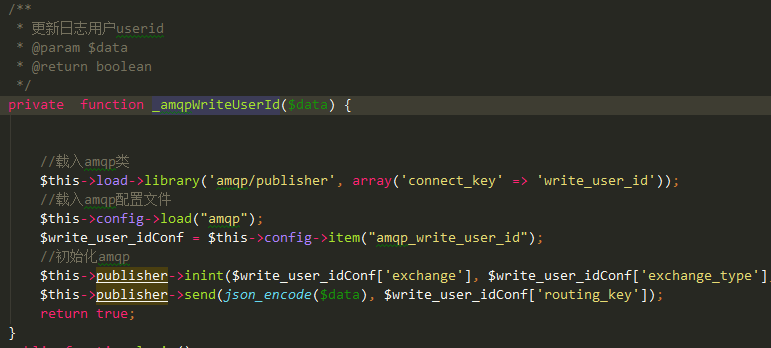 /**
 * 更新日志用户userid
 * @param $data
 * @return boolean
 */
private  function _amqpWriteUserId($data) {
//载入amqp类
$this->load->library('amqp/publisher', array('connect_key' => 'write_user_id'));
//载入amqp配置文件
$this->config->load("amqp");
$write_user_idConf = $this->config->item("amqp_write_user_id");
//初始化amqp
$this->publisher->inint($write_user_idConf['exchange'], $write_user_idConf['exchange_type'],
$this->publisher->send(json_encode($data), $write_user_idConf['routing_key']);
return true;
}